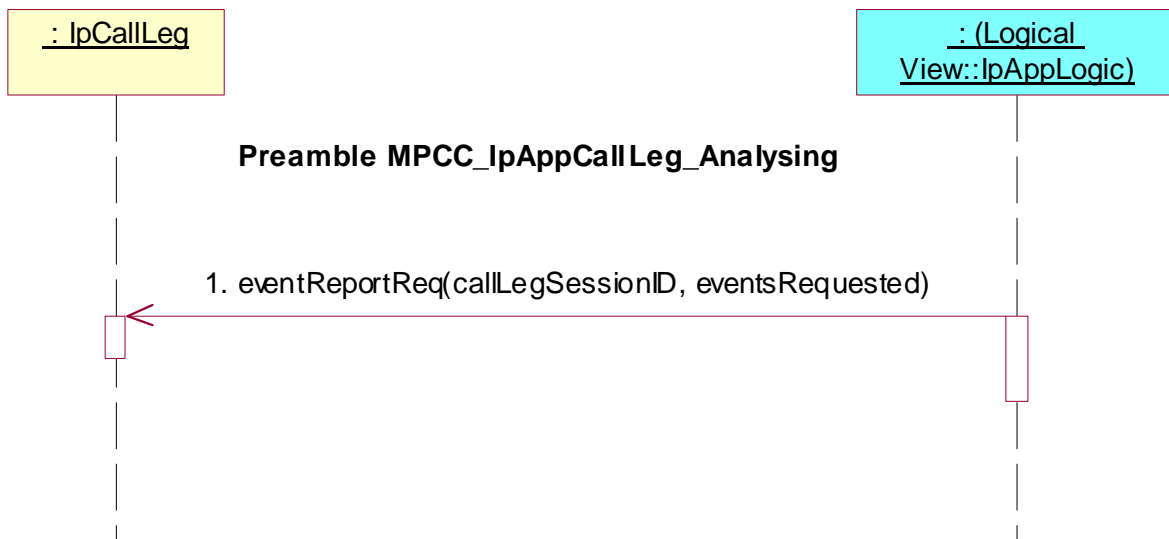 : IpCallLeg
: (Logical
View::IpAppLogic)
Preamble MPCC_IpAppCallLeg_Analysing
1. eventReportReq(callLegSessionID, eventsRequested)